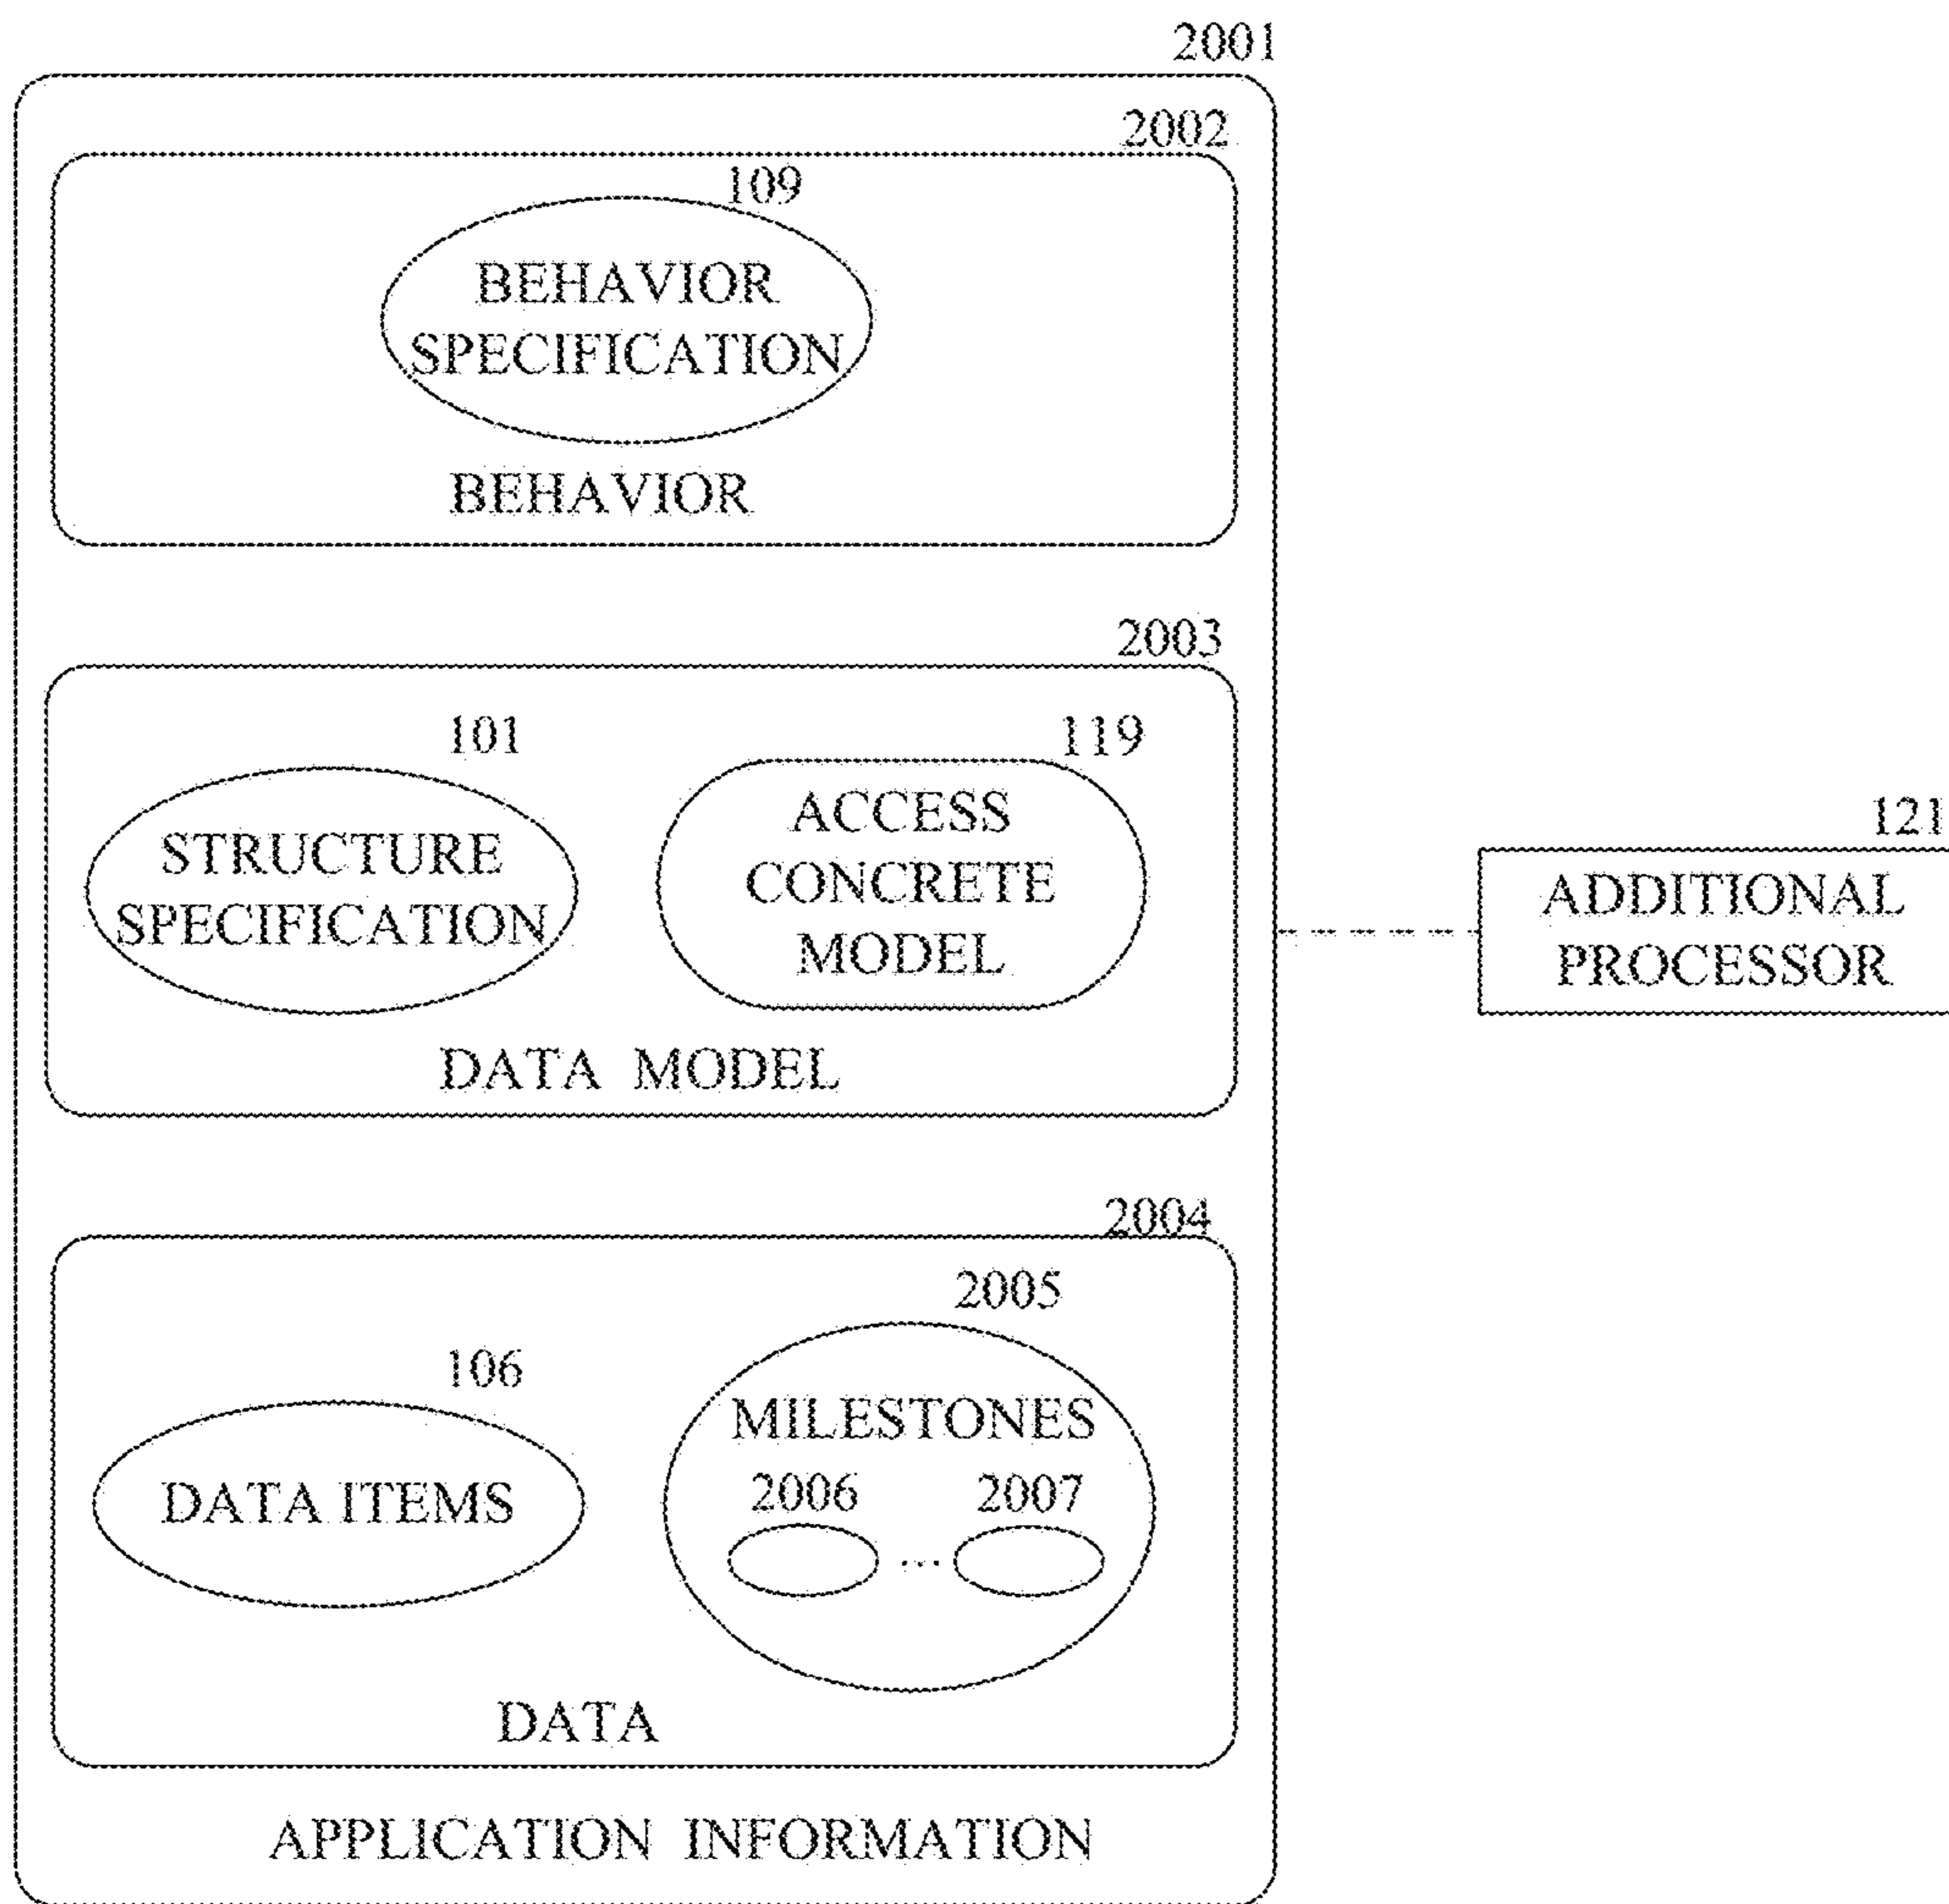 2001
2002
109
BEHAVIOR
SPECIFICATION
BEHAVIOR
2003
101
119
STRUCTURE
SPECIFICATION
ACCESS
CONCRETE
MODEL
DATA MODEL
121
ADDITIONAL
PROCESSOR
2004
2005
106
DATA ITEMS
MILESTONES
2006
2007
...
DATA
APPLICATION INFORMATION